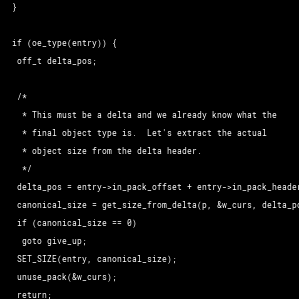 }
if (oe_type(entry)) {
off_t delta_pos;
/*
* This must be a delta and we already know what the
* final object type is.  Let's extract the actual
* object size from the delta header.
*/
delta_pos = entry->in_pack_offset + entry->in_pack_header
canonical_size = get_size_from_delta(p, &w_curs, delta_po
if (canonical_size == 0)
goto give_up;
SET_SIZE(entry, canonical_size);
unuse_pack(&w_curs);
return;